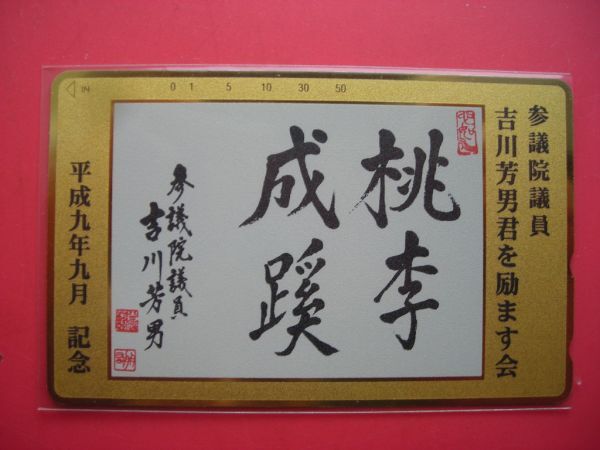 IN 0 1 5 10 30 50
参議院議員
吉川芳男君を励ます会
桃李
成蹊
参議院議員
吉川芳男
平成九年九月 記念